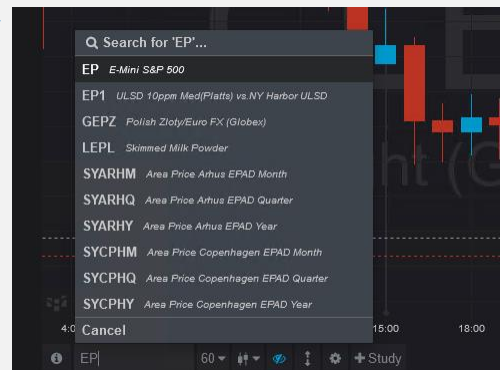 Search for 'EP'...
EP E-Mini S&P 500
EP1 ULSD 10ppm Med(Platts) vs.NY Harbor ULSD
GEPZ Polish Zloty/Euro FX (Globex)
LEPL Skimmed Milk Powder
SYARHM Area Price Arhus EPAD Month
SYARHQ Area Price Arhus EPAD Quarter
SYARHY Area Price Arhus EPAD Year
SYCPHM Area Price Copenhagen EPAD Month
SYCPHQ Area Price Copenhagen EPAD Quarter
SYCPHY Area Price Copenhagen EPAD Year
15:00 18:00
Cancel
EP 60 Study